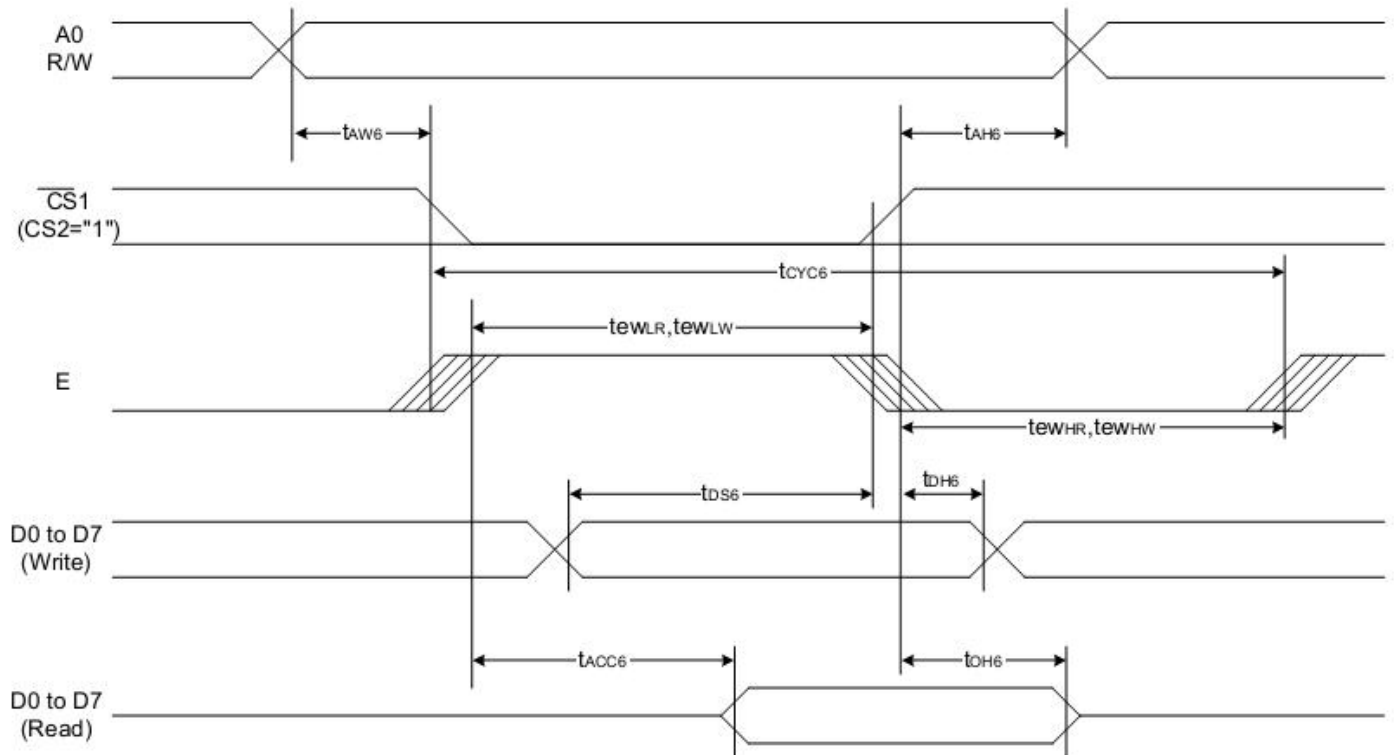 A0
R/W
tAW6
tAH6
CS1
(CS2="1")
tCYC6
tewLR,tewLW
E
tewHR,tewHW
tDS6
tDH6
D0 to D7
(Write)
tACC6
tOH6
D0 to D7
(Read)